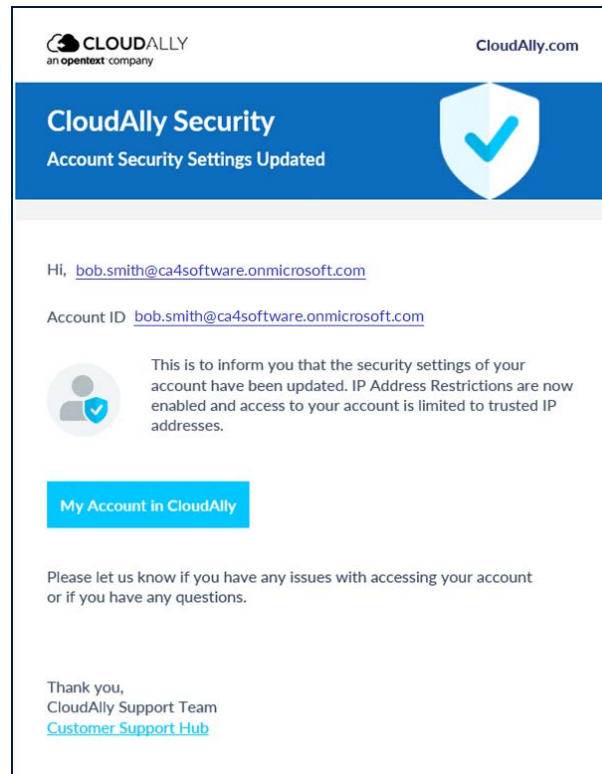 CLOUDALLY
an opentext company
CloudAlly.com
CloudAlly Security
Account Security Settings Updated
Hi, bob.smith@ca4software.onmicrosoft.com
Account ID bob.smith@ca4software.onmicrosoft.com
This is to inform you that the security settings of your
account have been updated. IP Address Restrictions are now
enabled and access to your account is limited to trusted IP
addresses.
My Account in CloudAlly
Please let us know if you have any issues with accessing your account
or if you have any questions.
Thank you,
CloudAlly Support Team
Customer Support Hub